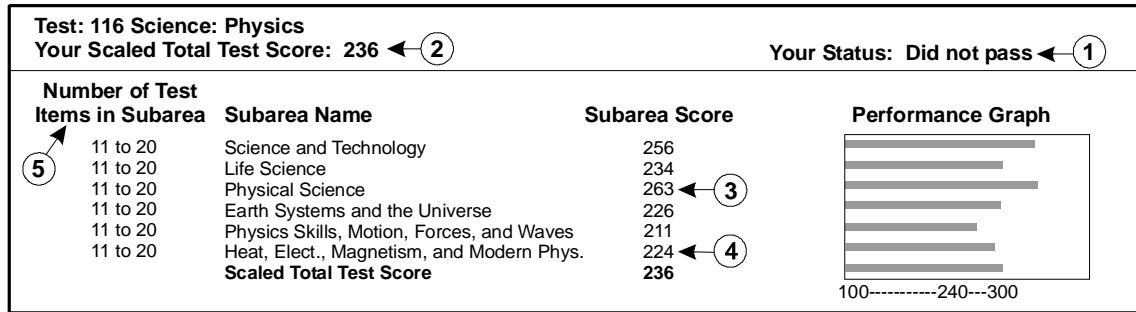 Test: 116 Science: Physics
Your Scaled Total Test Score: 236 2
Your Status: Did not pass 1
Number of Test
Items in Subarea Subarea Name Subarea Score Performance Graph
5
11 to 20 Science and Technology 256
11 to 20 Life Science 234
11 to 20 Physical Science 263 3
11 to 20 Earth Systems and the Universe 226
11 to 20 Physics Skills, Motion, Forces, and Waves 211
11 to 20 Heat, Elect., Magnetism, and Modern Phys. 224 4
Scaled Total Test Score 236
100-----------240---300